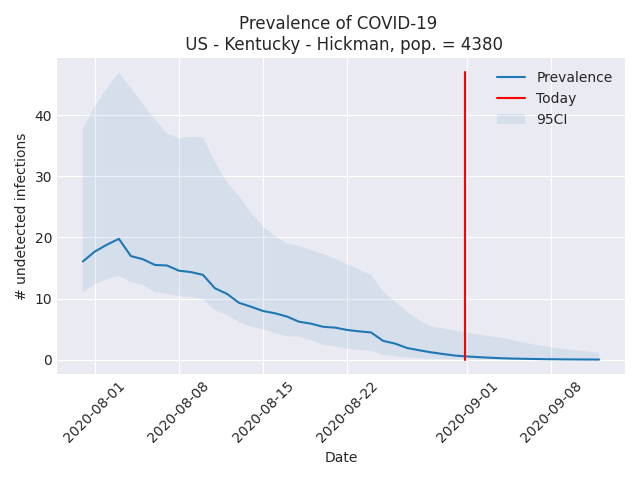 Prevalence of COVID-19
US - Kentucky - Hickman, pop. = 4380
Prevalence
Today
95CI
# undetected infections
40
30
20
10
0
2020-08-01
2020-08-08
2020-08-15
2020-08-22
2020-09-01
2020-09-08
Date